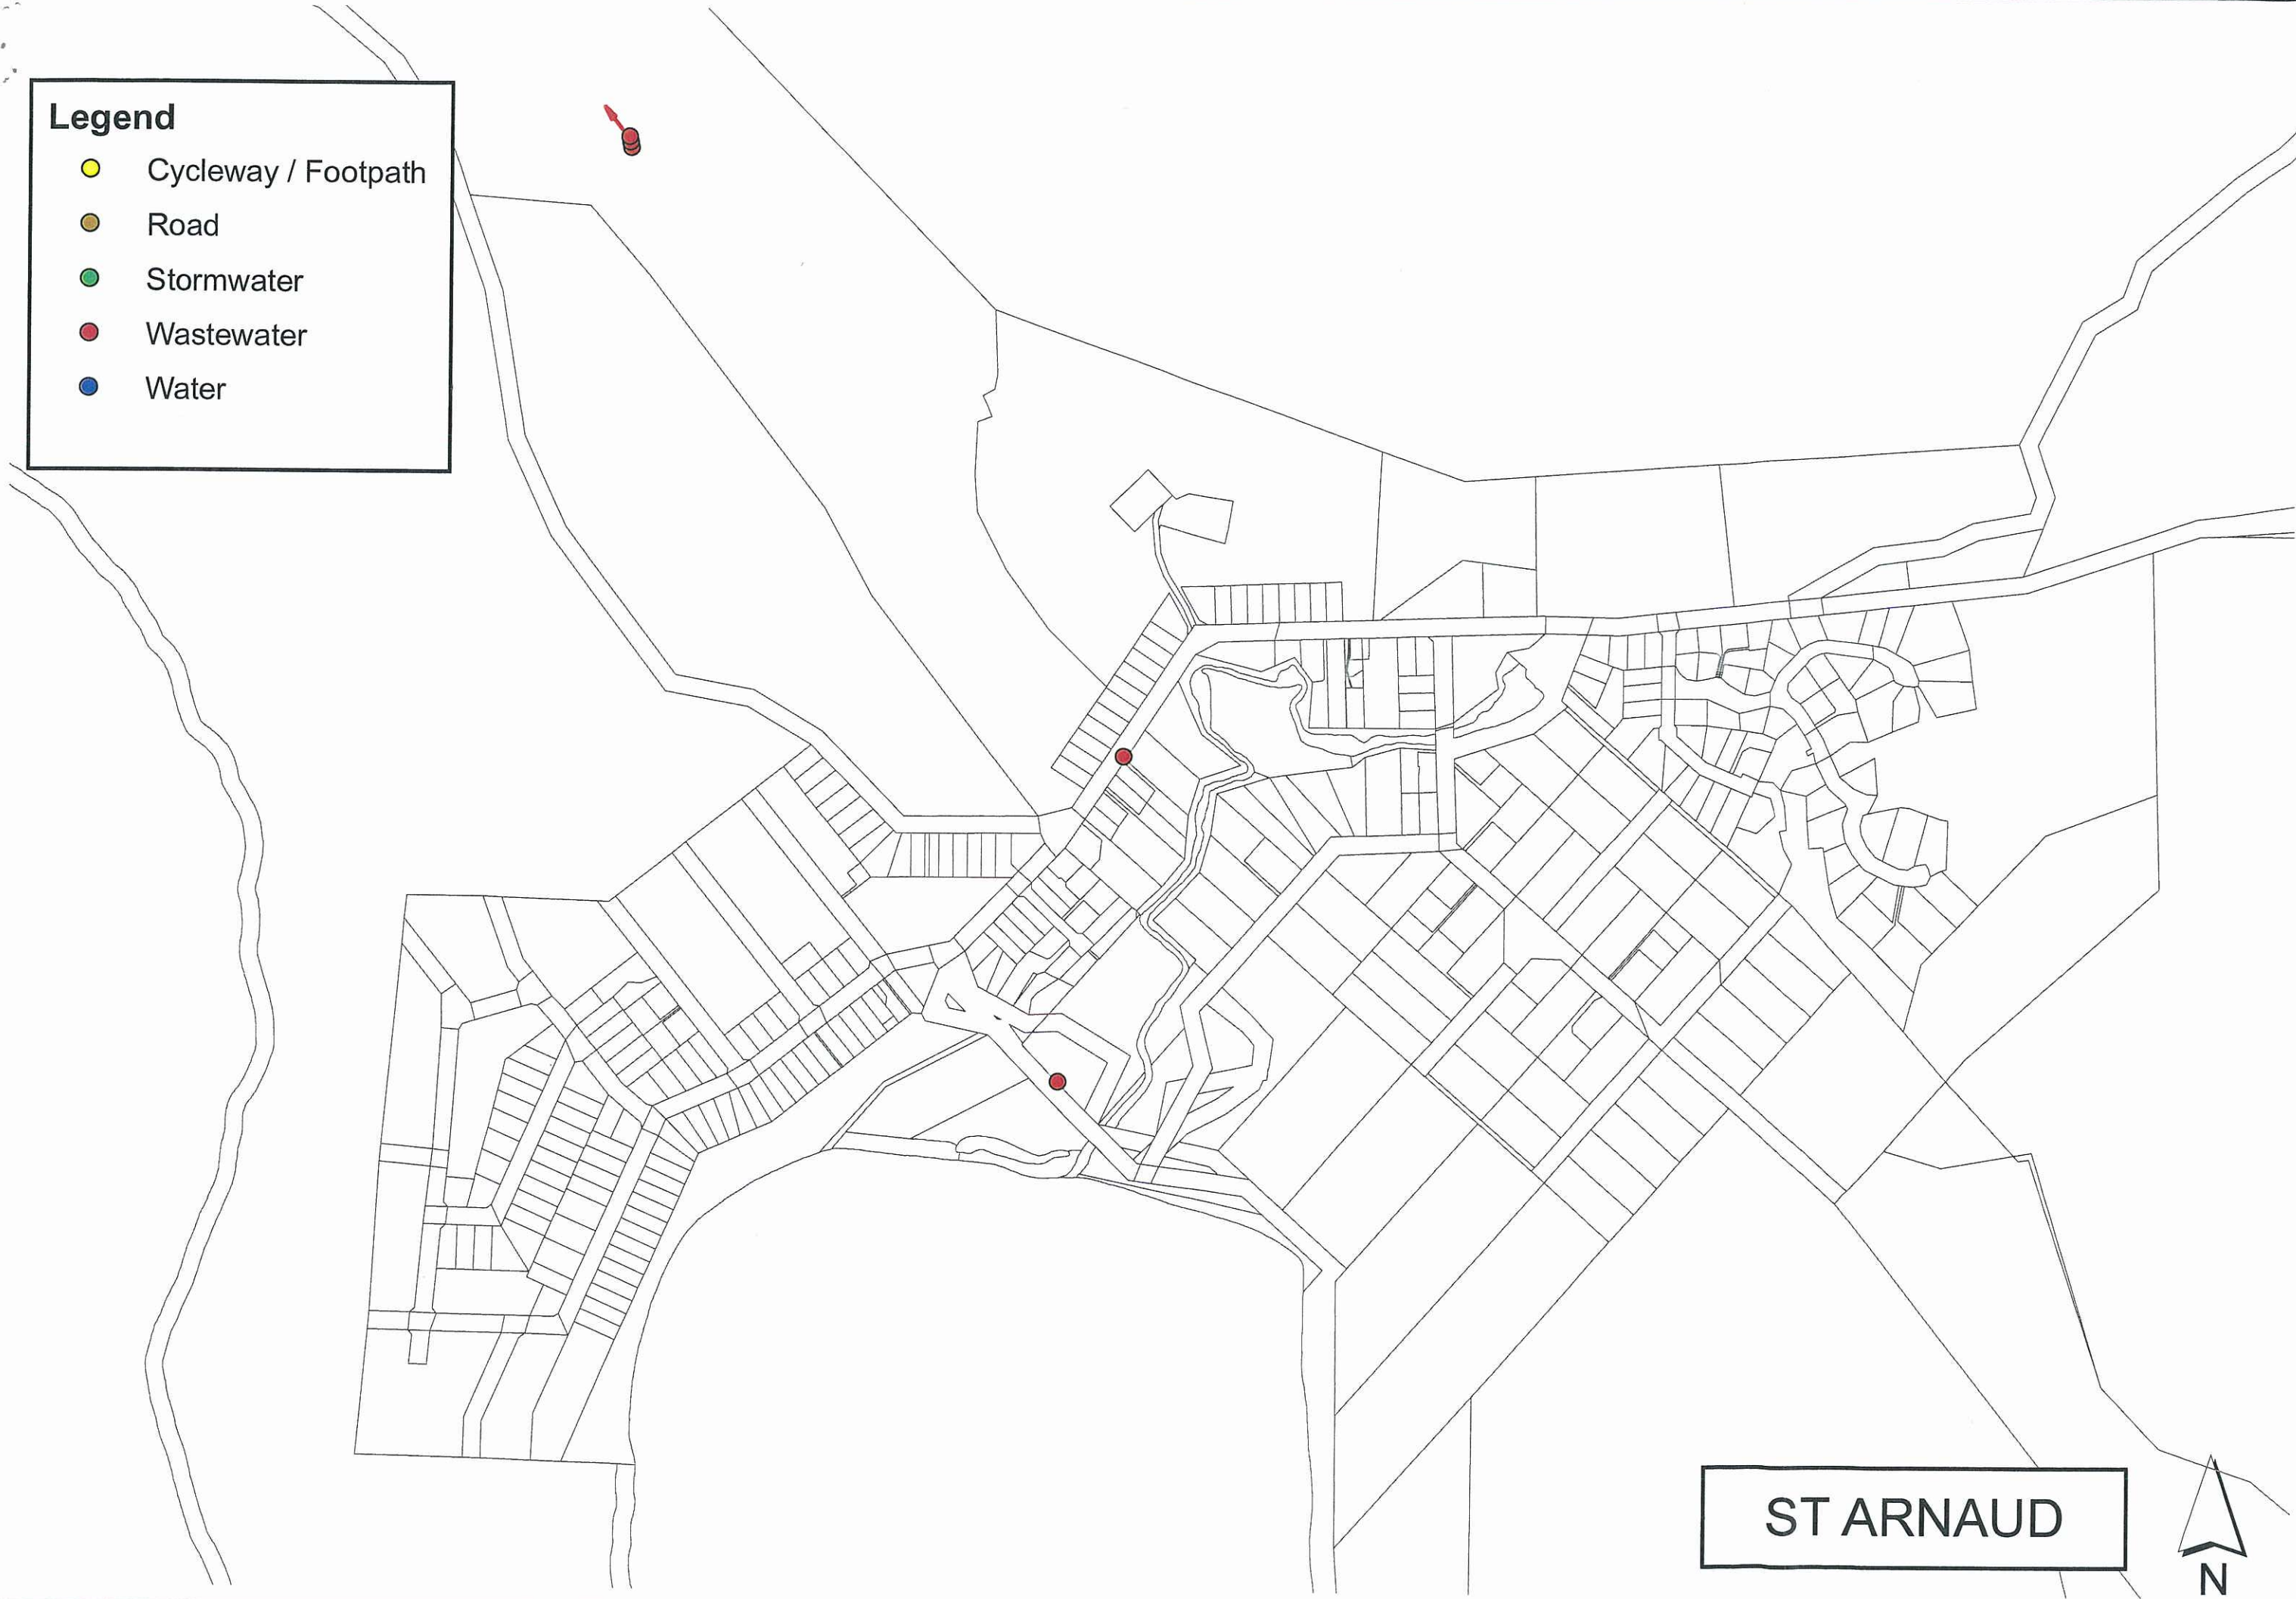 Legend
Cycleway / Footpath
Road
Stormwater
Wastewater
Water
ST ARNAUD
N